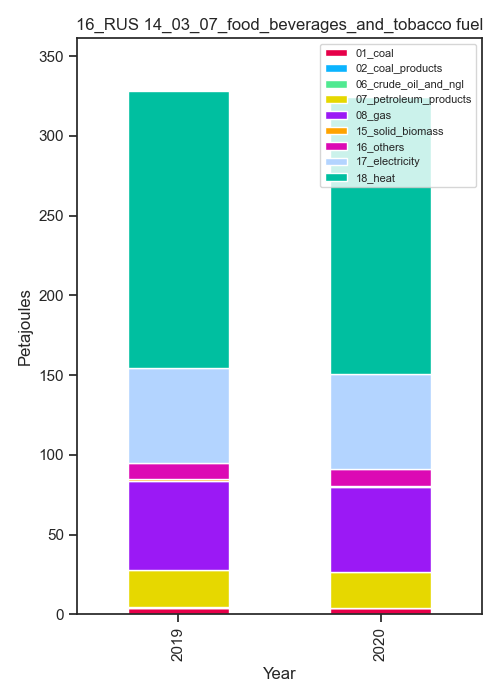 16_RUS 14_03_07_food_beverages_and_tobacco fuel
350
300
250
200
150
100
50
0
Petajoules
01_coal
02_coal_products
06_crude_oil_and_ngl
07_petroleum_products
08_gas
15_solid_biomass
16_others
17_electricity
18_heat
2019
2020
Year